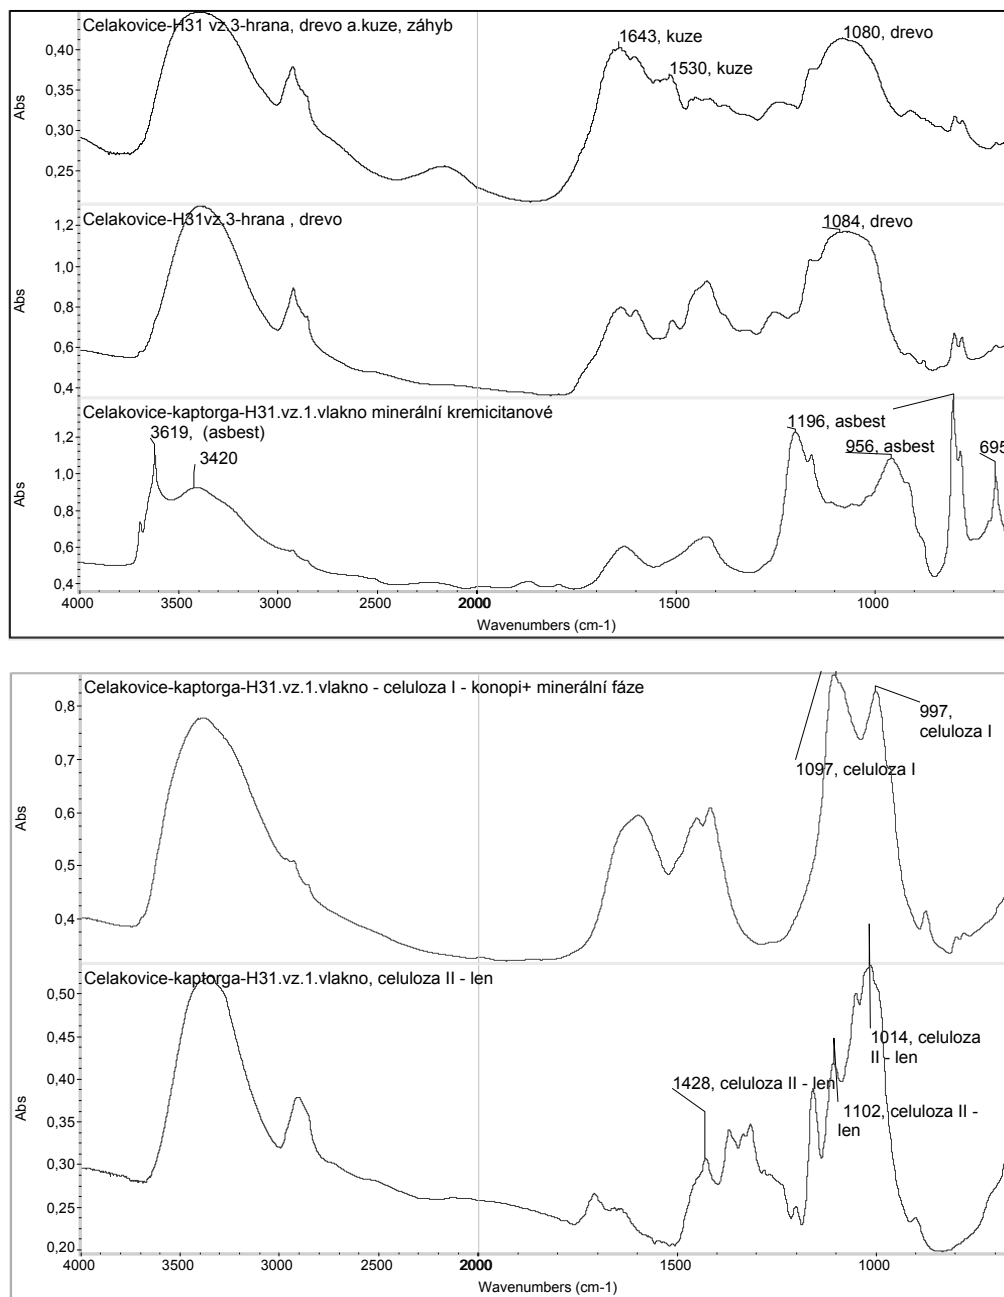 Celakovice-H31 vz.3-hrana, drevo a.kuze, záhyb
1643, kuze
1530, kuze
1080, drevo
0,40
0,35
0,30
0,25
Abs
Celakovice-H31vz.3-hrana , drevo
1084, drevo
1,2
1,0
0,8
0,6
0,4
Abs
Celakovice-kaptorga-H31.vz.1.vlakno minerální kremicitanové
3619, (asbest)
3420
1196, asbest
956, asbest
695
1,2
1,0
0,8
0,6
0,4
Abs
4000 3500 3000 2500 2000 1500 1000
Wavenumbers (cm-1)
Celakovice-kaptorga-H31.vz.1.vlakno - celuloza I - konopi+ minerální fáze
997,
celuloza I
1097, celuloza I
0,8
0,7
0,6
0,5
0,4
Abs
Celakovice-kaptorga-H31.vz.1.vlakno, celuloza II - len
1014, celuloza
II - len
1428, celuloza II - len
1102, celuloza II -
len
0,50
0,45
0,40
0,35
0,30
0,25
0,20
Abs
4000 3500 3000 2500 2000 1500 1000
Wavenumbers (cm-1)